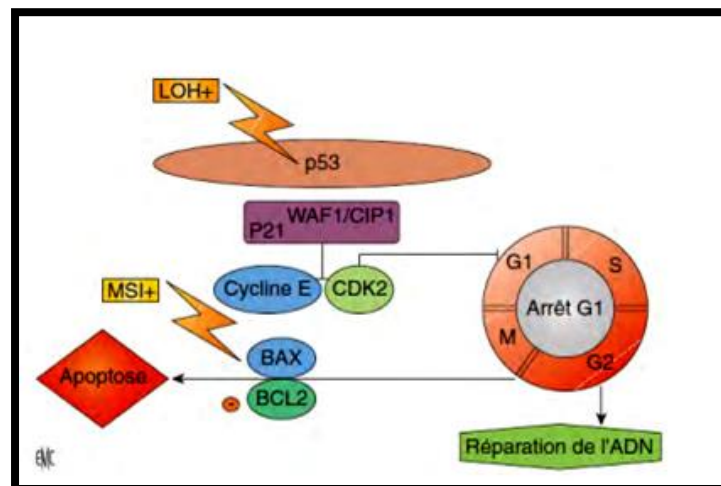 LOH+
p53
WAF1/CIP1
P21
G1
S
MSI+
Cycline E
CDK2
Arrêt G1
M
BAX
G2
Apoptose
BCL2
Réparation de l'ADN
EMC